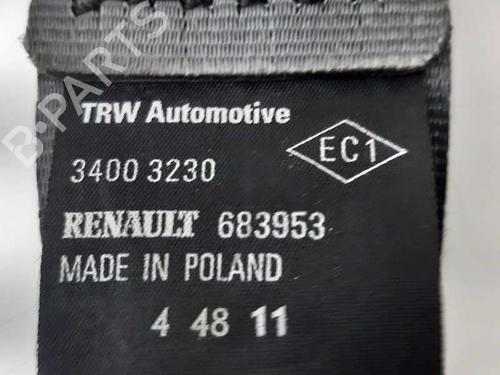 B-PARTS
TRW Automotive
3400 3230
EC1
RENAULT 683953
MADE IN POLAND
4 48 11